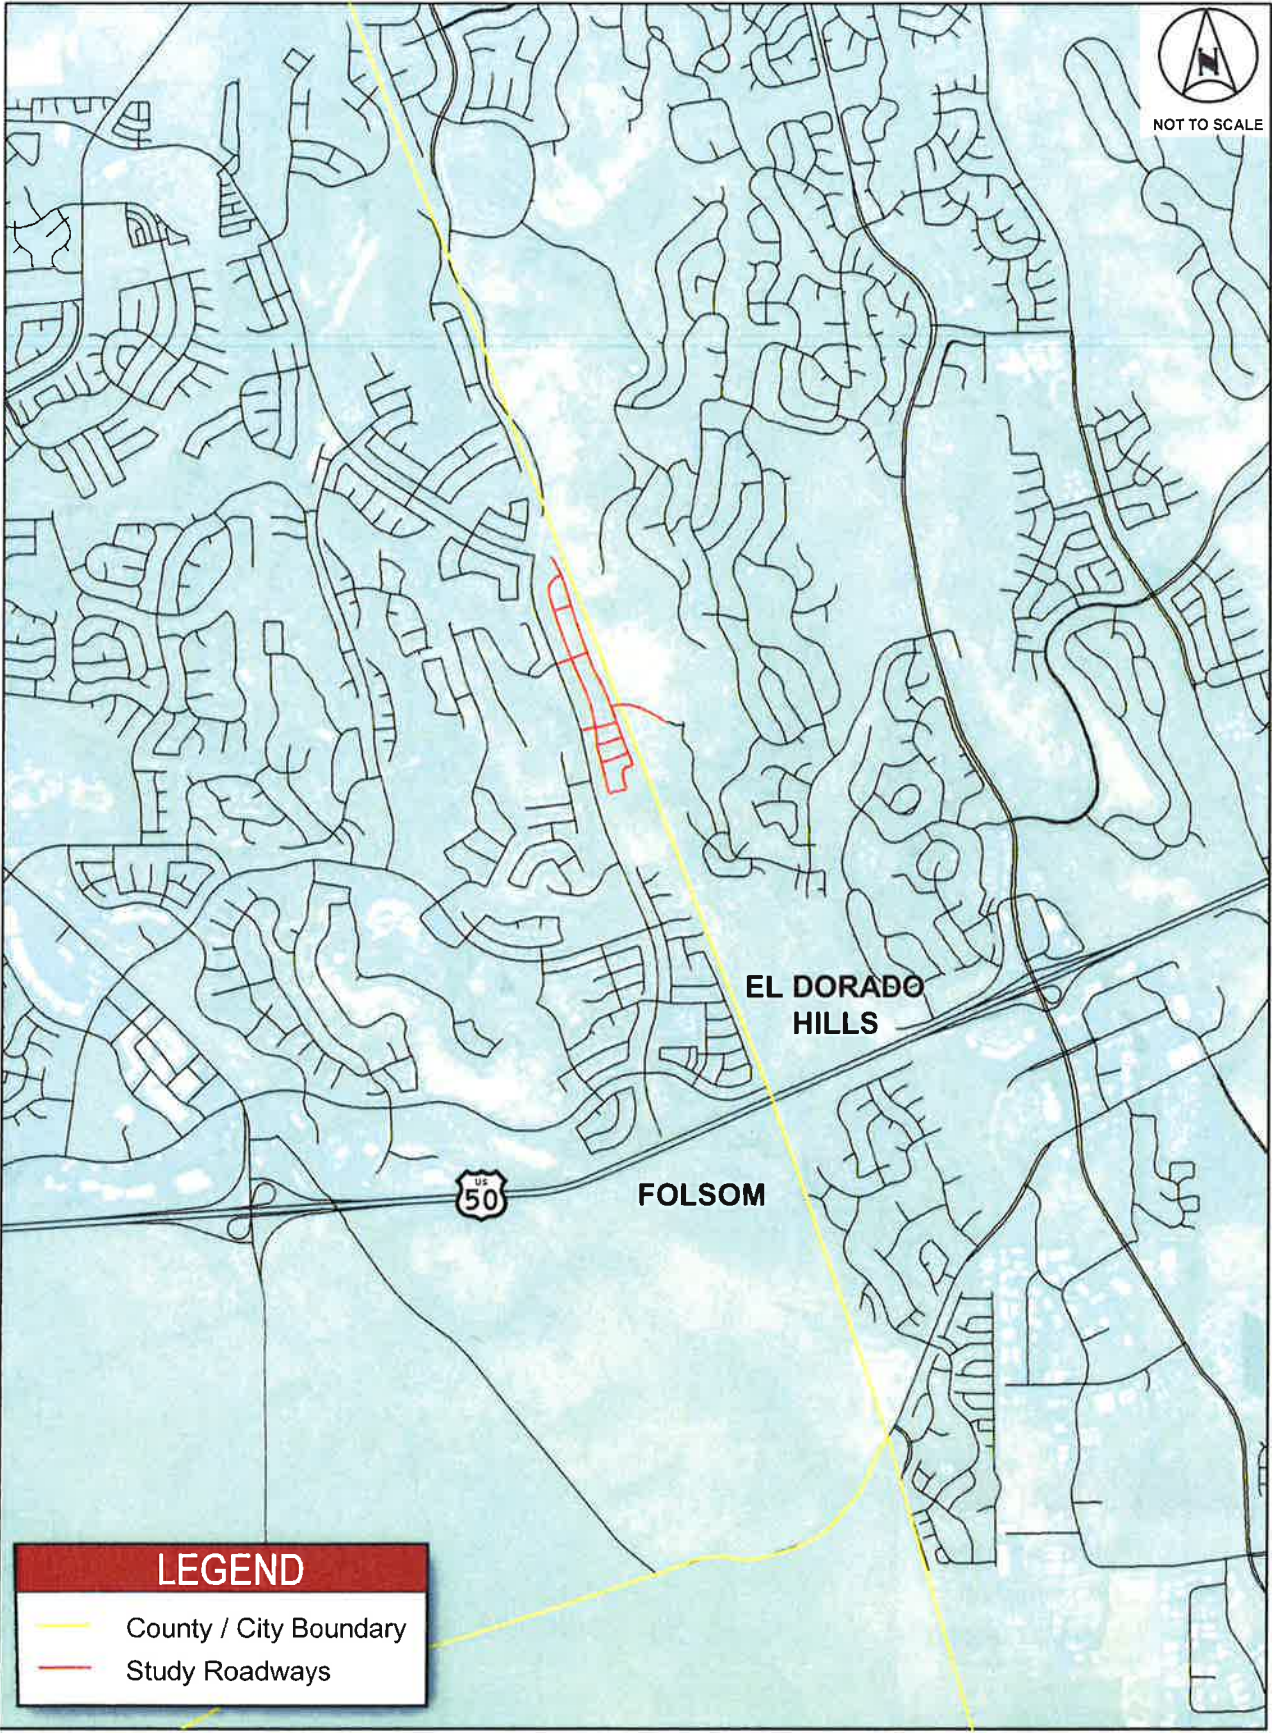 N
NOT TO SCALE
EL DORADO
HILLS
US
50
FOLSOM
LEGEND
County / City Boundary
Study Roadways